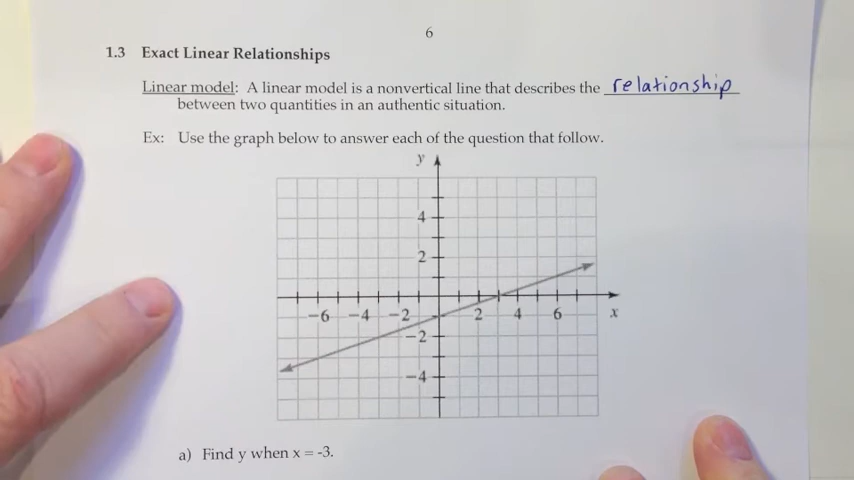 6
1.3 Exact Linear Relationships
Linear model: A linear model is a nonvertical line that describes the relationship
between two quantities in an authentic situation.
Ex: Use the graph below to answer each of the question that follow.
y
4
2
-6 -4 -2 2 4 6 x
-2
-4
a) Find y when x = -3.